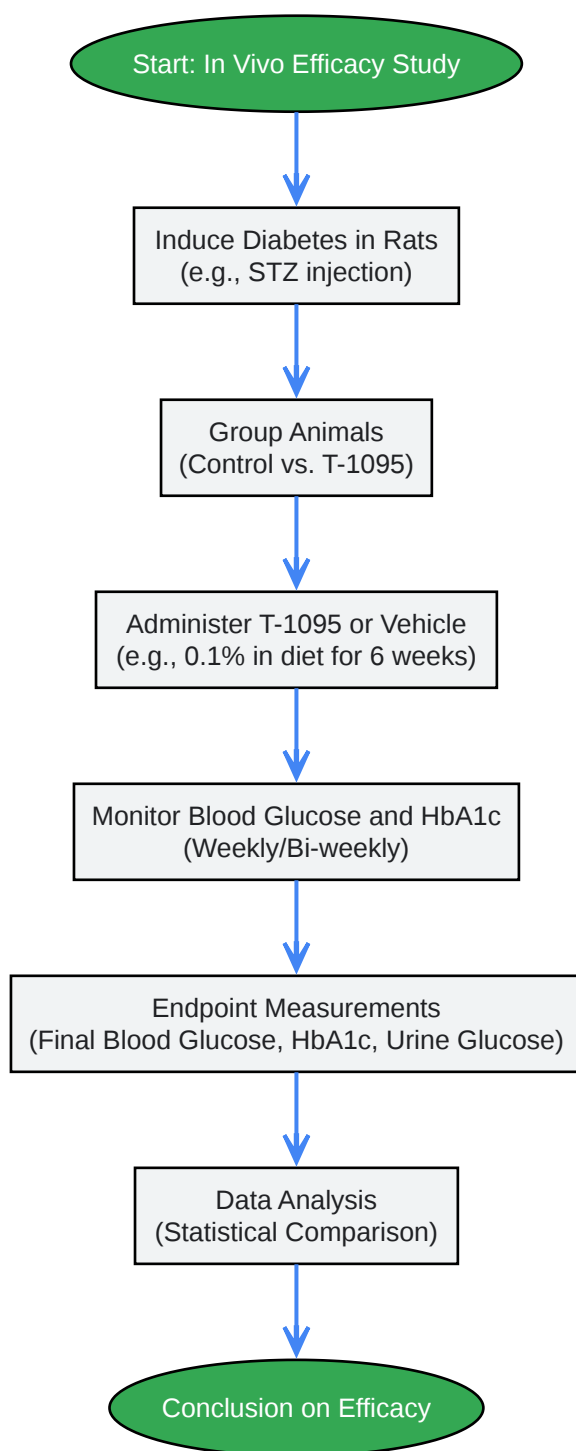 Start: In Vivo Efficacy Study
Induce Diabetes in Rats
(e.g., STZ injection)
Group Animals
(Control vs. T-1095)
Administer T-1095 or Vehicle
(e.g., 0.1% in diet for 6 weeks)
Monitor Blood Glucose and HbA1c
(Weekly/Bi-weekly)
Endpoint Measurements
(Final Blood Glucose, HbA1c, Urine Glucose)
Data Analysis
(Statistical Comparison)
Conclusion on Efficacy